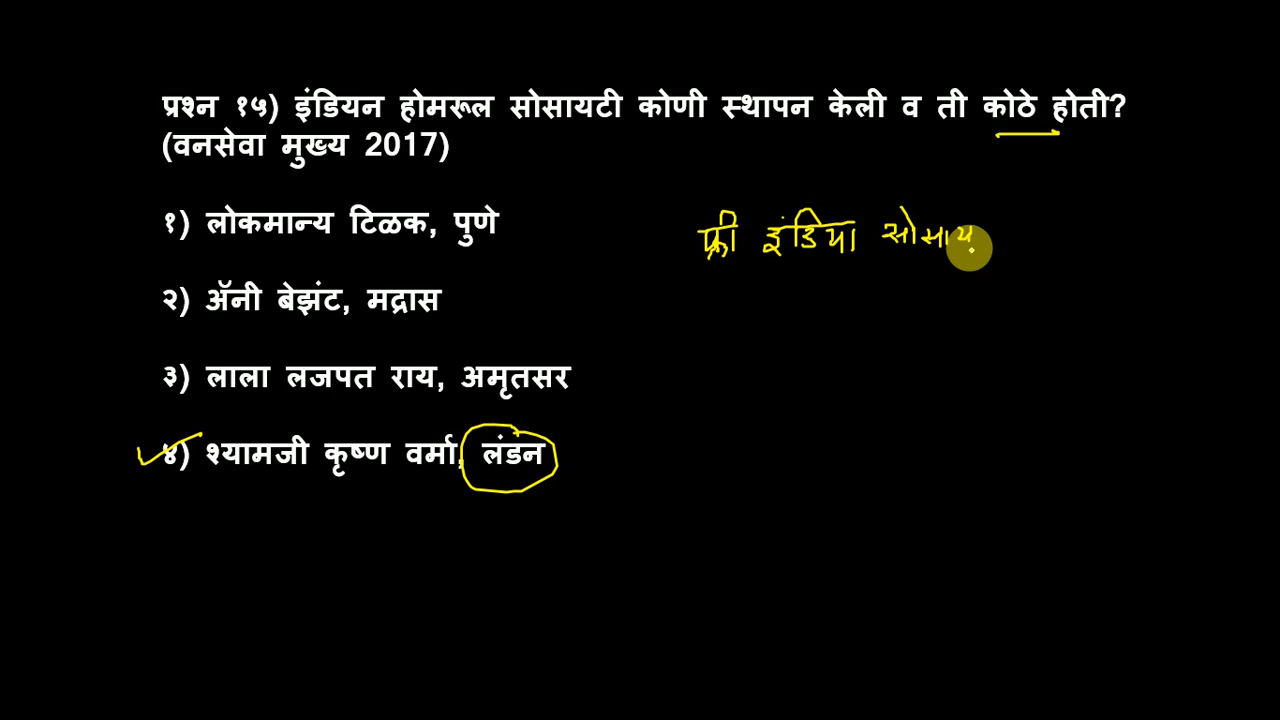 प्रश्न १५) इंडियन होमरूल सोसायटी कोणी स्थापन केली व ती कोठे होती?
(वनसेवा मुख्य 2017)
१) लोकमान्य टिळक, पुणे
फ्री इंडिया सोसाय
२) ॲनी बेझंट, मद्रास
३) लाला लजपत राय, अमृतसर
४) श्यामजी कृष्ण वर्मा, लंडन